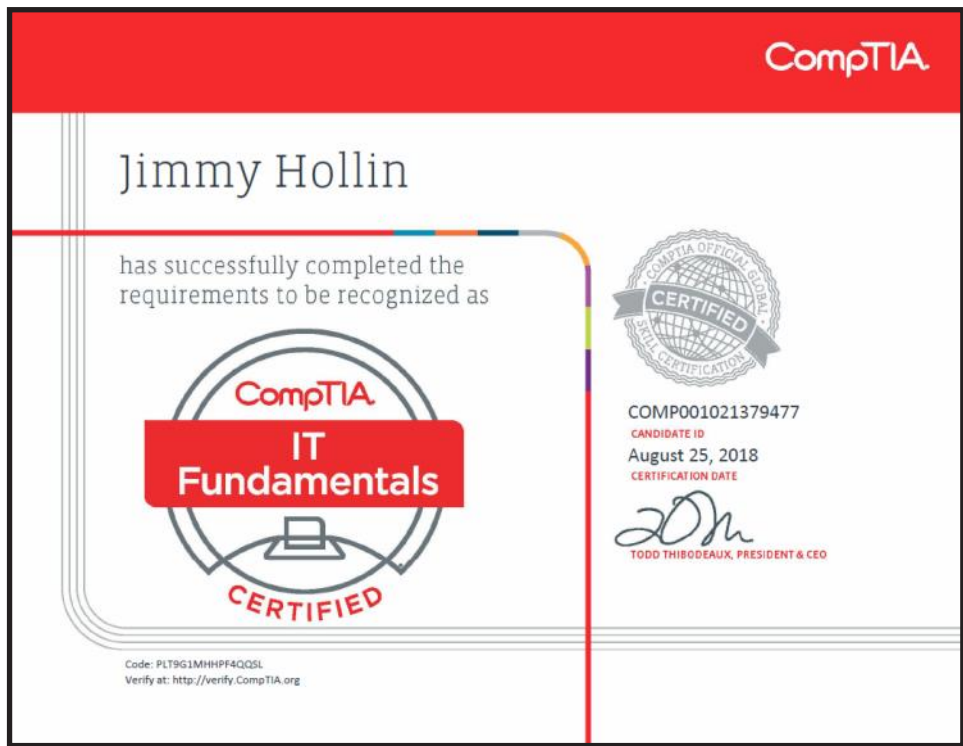 CompTIA.
Jimmy Hollin
has successfully completed the
requirements to be recognized as
CompTIA.
IT
Fundamentals
CERTIFIED
· COMPTIA OFFICIAL GLOBAL ·
SKILL CERTIFICATION
CERTIFIED
COMP001021379477
CANDIDATE ID
August 25, 2018
CERTIFICATION DATE
TODD THIBODEAUX, PRESIDENT & CEO
Code: PLT9G1MHHPF4QQSL
Verify at: http://verify.CompTIA.org